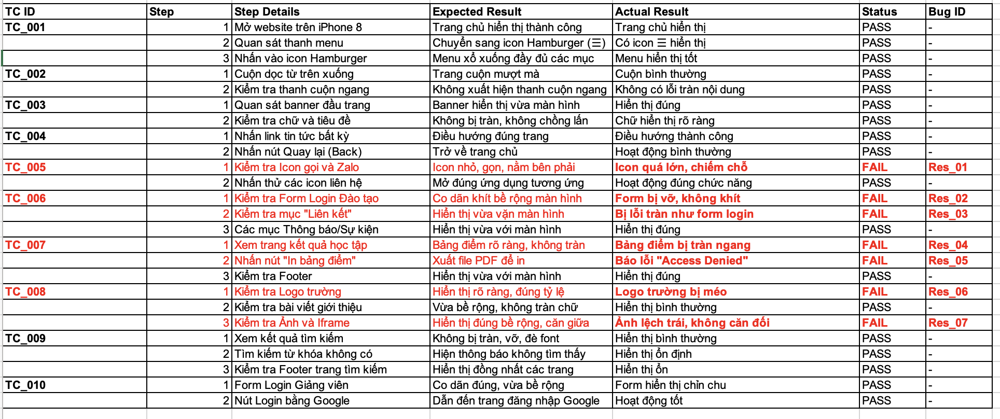 TC ID Step Step Details Expected Result Actual Result Status Bug ID
TC_001 1 Mở website trên iPhone 8 Trang chủ hiển thị thành công Trang chủ hiển thị PASS -
2 Quan sát thanh menu Chuyển sang icon Hamburger (☰) Có icon ☰ hiển thị PASS -
3 Nhấn vào icon Hamburger Menu xổ xuống đầy đủ các mục Menu hiển thị tốt PASS -
TC_002 1 Cuộn dọc từ trên xuống Trang cuộn mượt mà Cuộn bình thường PASS -
2 Kiểm tra thanh cuộn ngang Không xuất hiện thanh cuộn ngang Không có lỗi tràn nội dung PASS -
TC_003 1 Quan sát banner đầu trang Banner hiển thị vừa màn hình Hiển thị đúng PASS -
2 Kiểm tra chữ và tiêu đề Không bị tràn, không chồng lấn Chữ hiển thị rõ ràng PASS -
TC_004 1 Nhấn link tin tức bất kỳ Điều hướng đúng trang Điều hướng thành công PASS -
2 Nhấn nút Quay lại (Back) Trở về trang chủ Hoạt động bình thường PASS -
TC_005 1 Kiểm tra Icon gọi và Zalo Icon nhỏ, gọn, nằm bên phải Icon quá lớn, chiếm chỗ FAIL Res_01
2 Nhấn thử các icon liên hệ Mở đúng ứng dụng tương ứng Hoạt động đúng chức năng PASS -
TC_006 1 Kiểm tra Form Login Đào tạo Co dãn khít bề rộng màn hình Form bị vỡ, không khít FAIL Res_02
2 Kiểm tra mục "Liên kết" Hiển thị vừa vặn màn hình Bị lỗi tràn như form login FAIL Res_03
3 Các mục Thông báo/Sự kiện Hiển thị vừa với màn hình Hiển thị đúng PASS -
TC_007 1 Xem trang kết quả học tập Bảng điểm rõ ràng, không tràn Bảng điểm bị tràn ngang FAIL Res_04
2 Nhấn nút "In bảng điểm" Xuất file PDF để in Báo lỗi "Access Denied" FAIL Res_05
3 Kiểm tra Footer Hiển thị vừa với màn hình Hiển thị đúng PASS -
TC_008 1 Kiểm tra Logo trường Hiển thị rõ ràng, đúng tỷ lệ Logo trường bị méo FAIL Res_06
2 Kiểm tra bài viết giới thiệu Vừa bề rộng, không tràn chữ Hiển thị bình thường PASS -
3 Kiểm tra Ảnh và Iframe Hiển thị đúng bề rộng, căn giữa Ảnh lệch trái, không cân đối FAIL Res_07
TC_009 1 Xem kết quả tìm kiếm Không bị tràn, vỡ, đè font Hiển thị bình thường PASS -
2 Tìm kiếm từ khóa không có Hiện thông báo không tìm thấy Hiển thị ổn định PASS -
3 Kiểm tra Footer trang tìm kiếm Hiển thị đồng nhất các trang Hiển thị ổn PASS -
TC_010 1 Form Login Giảng viên Co dãn đúng, vừa bề rộng Form hiển thị chỉn chu PASS -
2 Nút Login bằng Google Dẫn đến trang đăng nhập Google Hoạt động tốt PASS -